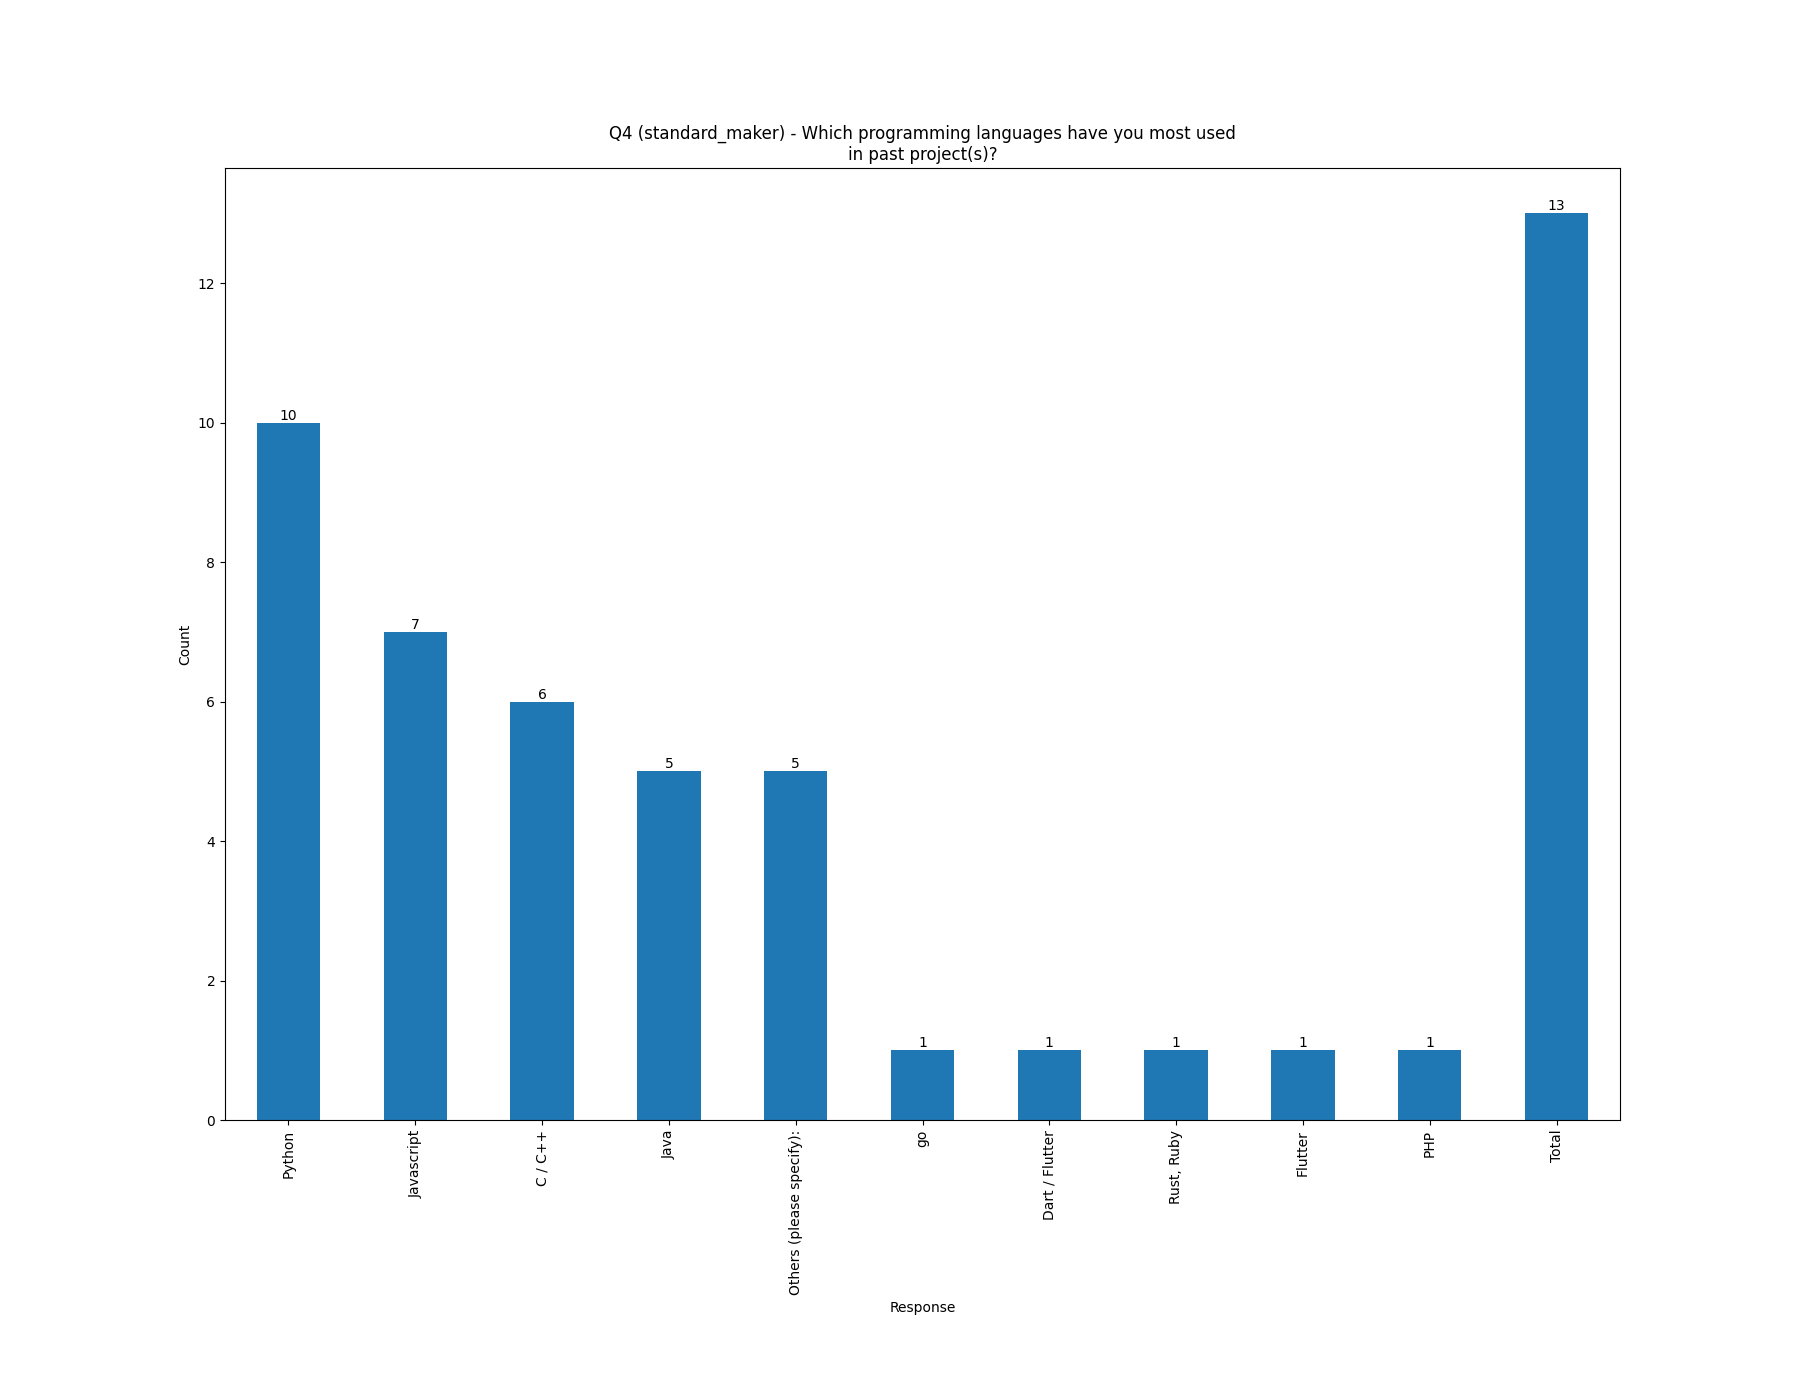 Q4 (standard_maker) - Which programming languages have you most used
in past project(s)?
13
12
10
10
8
7
Count
6
6
5
5
4
2
1
1
1
1
1
0
Python
Javascript
C / C++
Java
Others (please specify):
go
Dart / Flutter
Rust, Ruby
Flutter
PHP
Total
Response